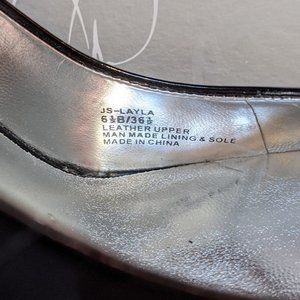 JS-LAYLA
6½B/36½
LEATHER UPPER
MAN MADE LINING & SOLE
MADE IN CHINA